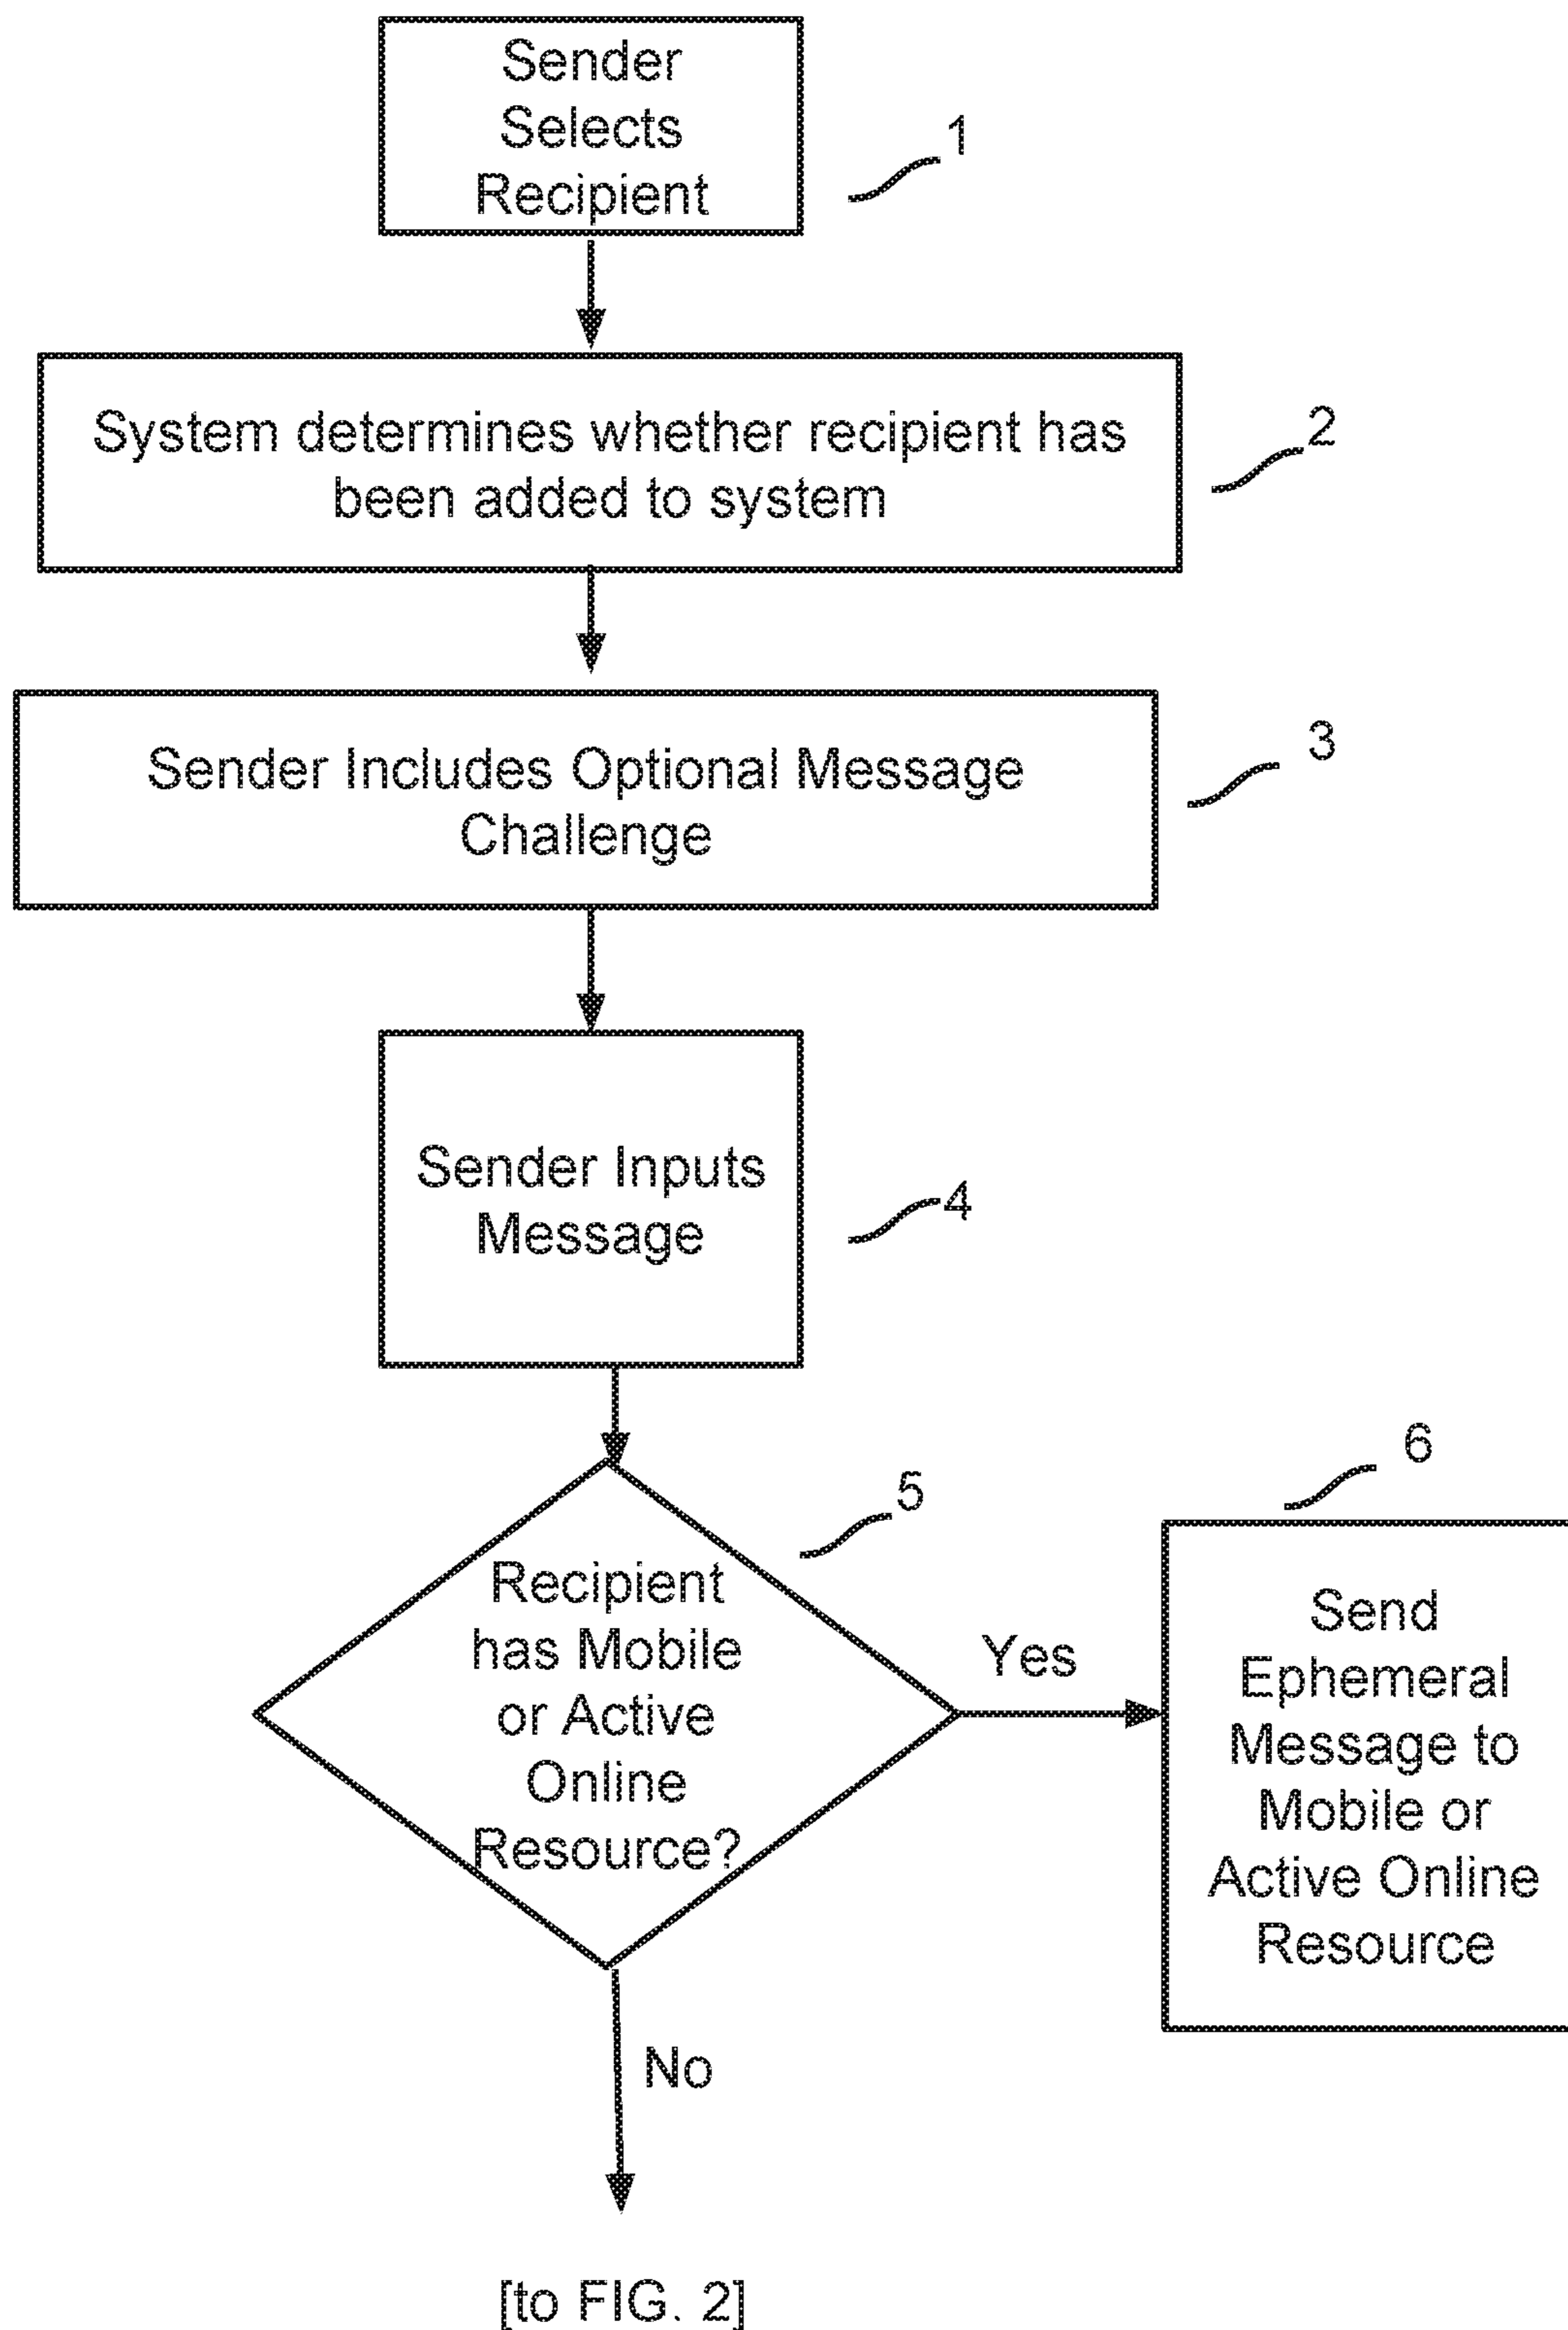 Sender
Selects
Recipient
1
System determines whether recipient has
been added to system
2
Sender Includes Optional Message
Challenge
3
Sender Inputs
Message
4
Recipient
has Mobile
or Active
Online
Resource?
5
Yes
6
Send
Ephemeral
Message to
Mobile or
Active Online
Resource
No
[to FIG. 2]